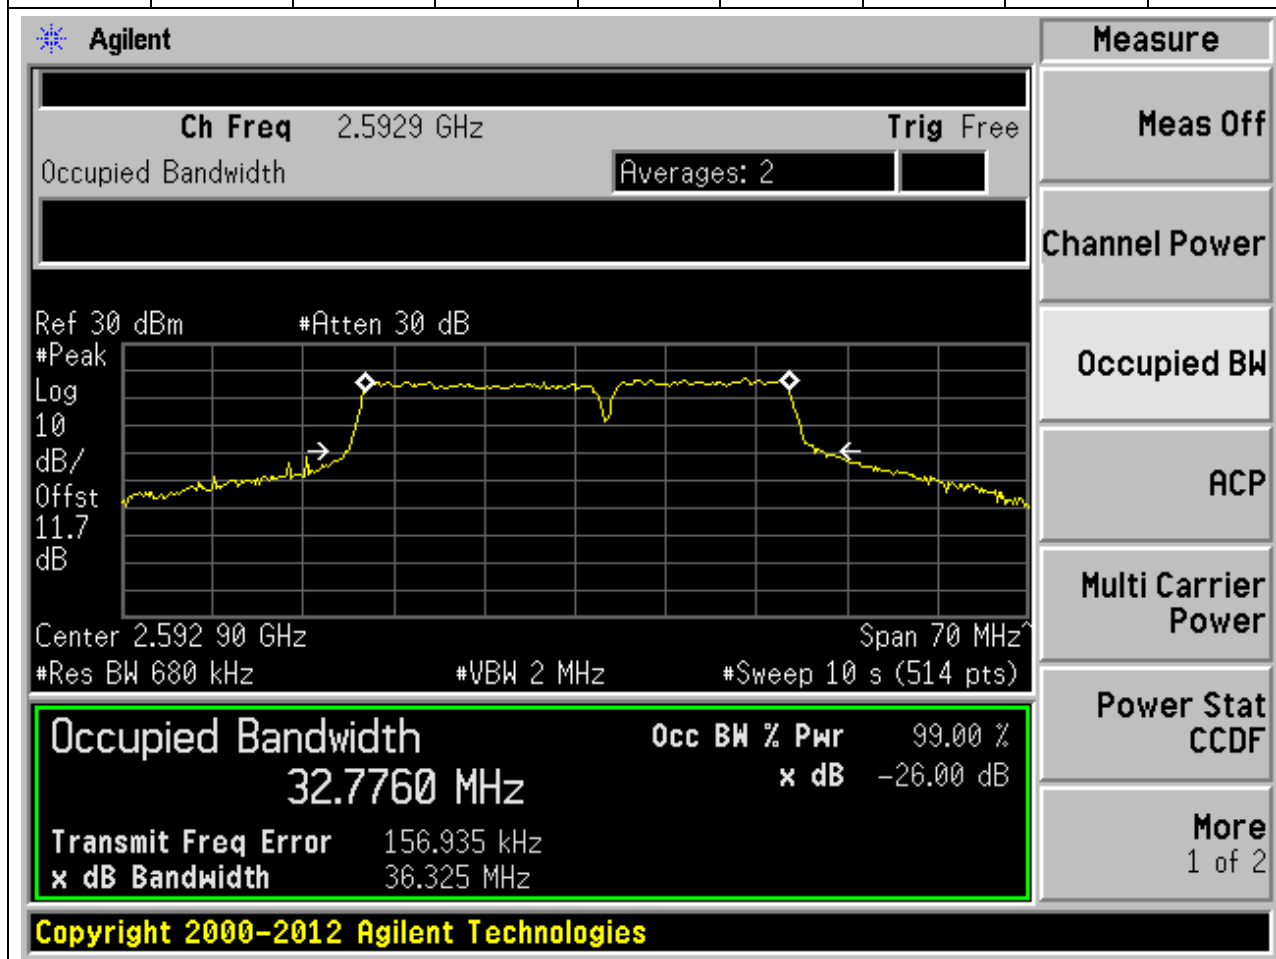 Agilent
Measure
Ch Freq 2.5929 GHz Trig Free
Meas Off
Occupied Bandwidth Averages: 2
Channel Power
Ref 30 dBm #Atten 30 dB
#Peak
Log
10
dB/
Offst
11.7
dB
Occupied BW
ACP
Center 2.592 90 GHz Span 70 MHz^
#Res BW 680 kHz #VBW 2 MHz #Sweep 10 s (514 pts)
Multi Carrier
Power
Occupied Bandwidth Occ BW % Pwr 99.00 %
32.7760 MHz x dB -26.00 dB
Power Stat
CCDF
Transmit Freq Error 156.935 kHz
x dB Bandwidth 36.325 MHz
More
1 of 2
Copyright 2000-2012 Agilent Technologies